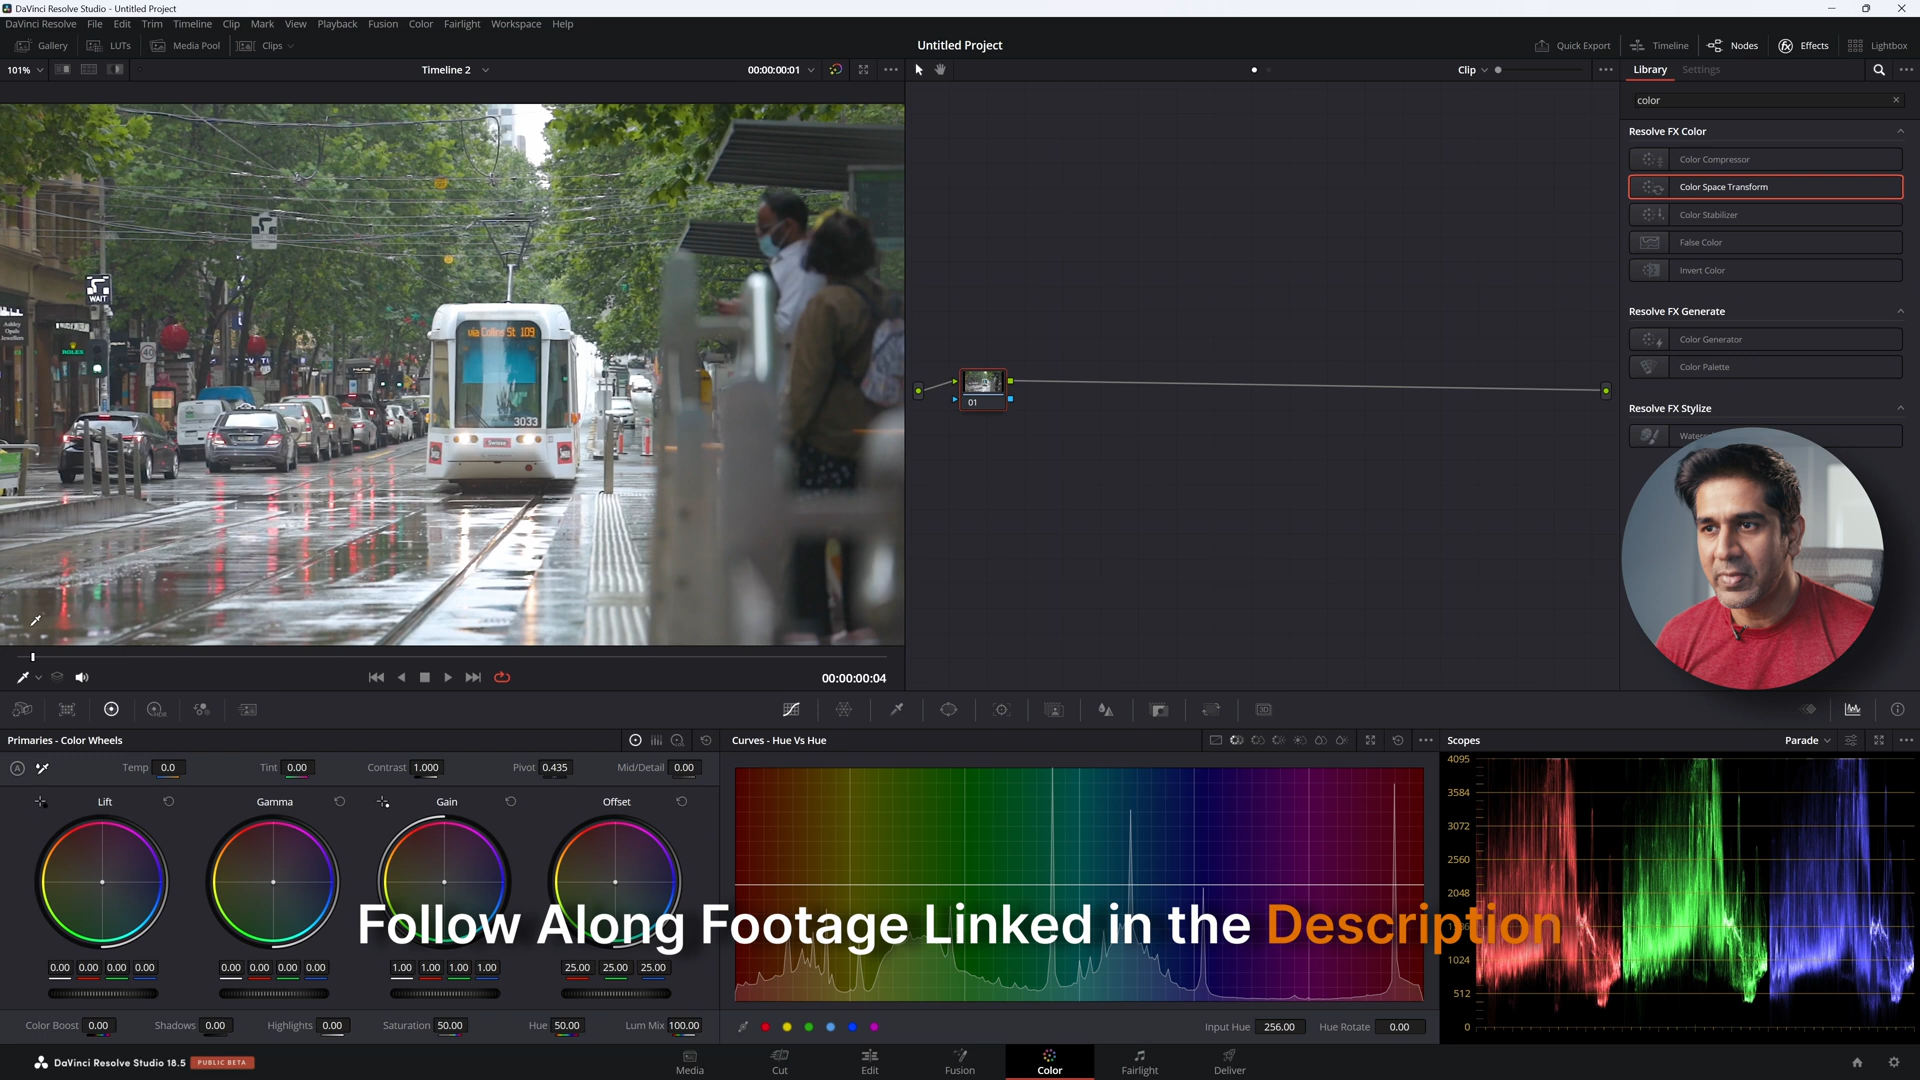 DaVinci Resolve Studio - Untitled Project
DaVinci Resolve File Edit Trim Timeline Clip Mark View Playback Fusion Color Fairlight Workspace Help
Gallery LUTs Media Pool Clips Untitled Project Quick Export Timeline Nodes Effects Lightbox
101% Timeline 2 00:00:00:01 Clip Library Settings
color
Resolve FX Color
Color Compressor
Color Space Transform
Color Stabilizer
False Color
Invert Color
Resolve FX Generate
Color Generator
Color Palette
Resolve FX Stylize
WAIT
via Collins St 109
ROLEX
40
3033
01
00:00:00:04
Primaries - Color Wheels Curves - Hue Vs Hue Scopes Parade
Temp 0.0 Tint 0.00 Contrast 1.000 Pivot 0.435 Mid/Detail 0.00
Lift Gamma Gain Offset
4095
3584
3072
2560
2048
1024
512
0
Follow Along Footage Linked in the Description
0.00 0.00 0.00 0.00 0.00 0.00 0.00 0.00 1.00 1.00 1.00 1.00 25.00 25.00 25.00
Color Boost 0.00 Shadows 0.00 Highlights 0.00 Saturation 50.00 Hue 50.00 Lum Mix 100.00 Input Hue 256.00 Hue Rotate 0.00
DaVinci Resolve Studio 18.5 PUBLIC BETA
Media Cut Edit Fusion Color Fairlight Deliver